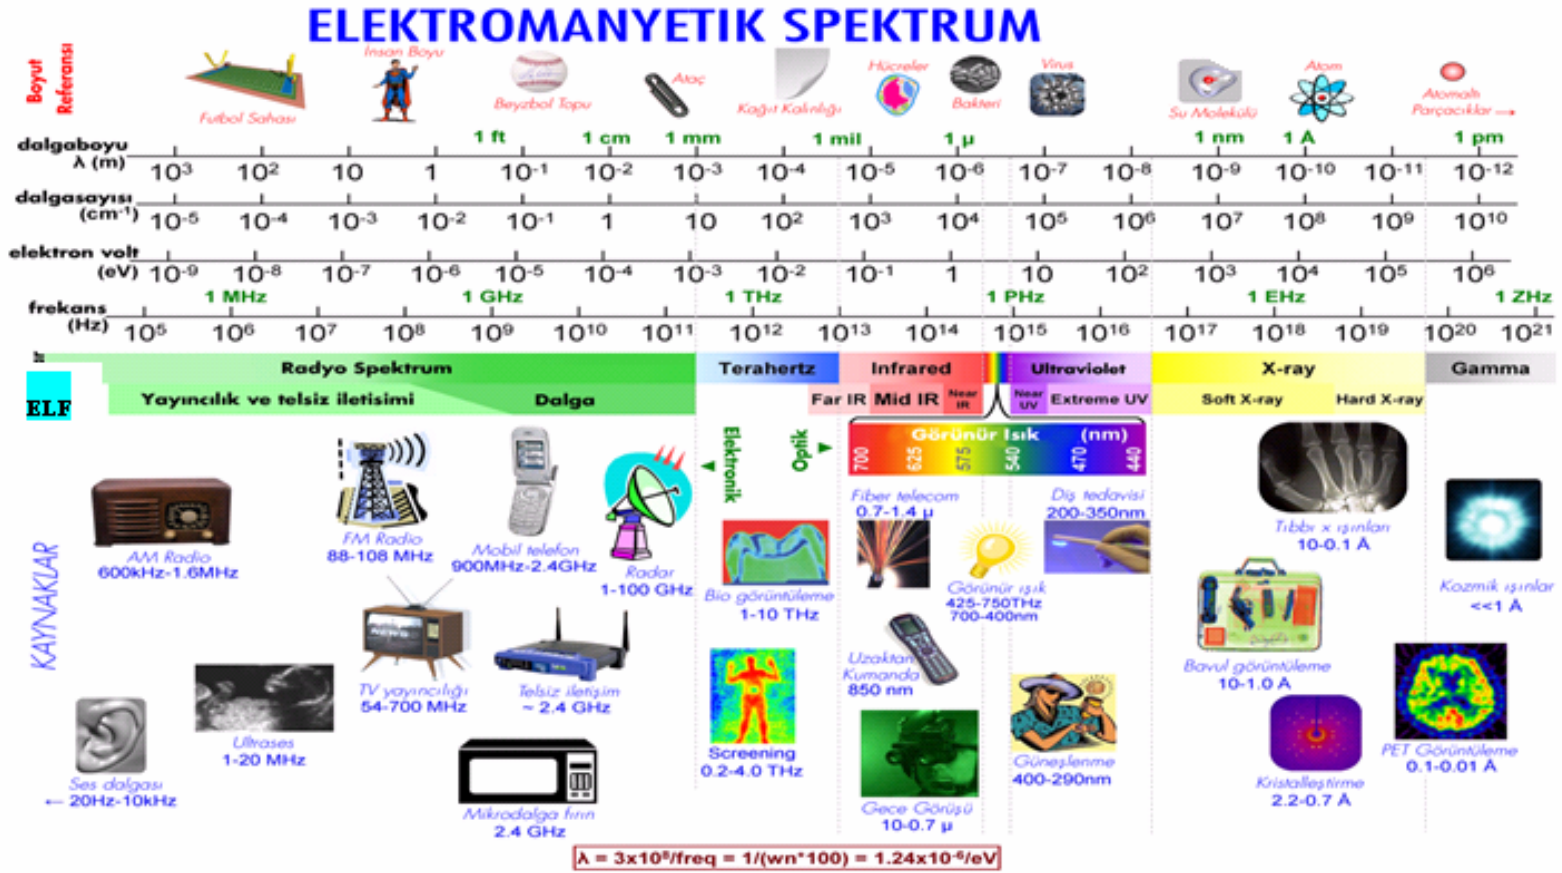 ELEKTROMANYETIK SPEKTRUM
Boyut
Referansı
Futbol Sahası
İnsan Boyu
Beyzbol Topu
Ataç
Kağıt Kalınlığı
Hücreler
Bakteri
Virus
Su Molekülü
Atom
Atomaltı
Parçacıklar →
1 ft 1 cm 1 mm 1 mil 1 µ 1 nm 1 Å 1 pm
dalgaboyu
λ (m)
10³ 10² 10 1 10⁻¹ 10⁻² 10⁻³ 10⁻⁴ 10⁻⁵ 10⁻⁶ 10⁻⁷ 10⁻⁸ 10⁻⁹ 10⁻¹⁰ 10⁻¹¹ 10⁻¹²
dalgasayısı
(cm⁻¹)
10⁻⁵ 10⁻⁴ 10⁻³ 10⁻² 10⁻¹ 1 10 10² 10³ 10⁴ 10⁵ 10⁶ 10⁷ 10⁸ 10⁹ 10¹⁰
elektron volt
(eV)
10⁻⁹ 10⁻⁸ 10⁻⁷ 10⁻⁶ 10⁻⁵ 10⁻⁴ 10⁻³ 10⁻² 10⁻¹ 1 10 10² 10³ 10⁴ 10⁵ 10⁶
1 MHz 1 GHz 1 THz 1 PHz 1 EHz 1 ZHz
frekans
(Hz)
10⁵ 10⁶ 10⁷ 10⁸ 10⁹ 10¹⁰ 10¹¹ 10¹² 10¹³ 10¹⁴ 10¹⁵ 10¹⁶ 10¹⁷ 10¹⁸ 10¹⁹ 10²⁰ 10²¹
Radyo Spektrum Terahertz Infrared Ultraviolet X-ray Gamma
ELF
Yayıncılık ve telsiz iletisimi Dalga Far IR Mid IR Near IR Near UV Extreme UV Soft X-ray Hard X-ray
Elektronik
Optik
Görünür Isık (nm)
700 625 575 540 470 440
KAYNAKLAR
AM Radio
600kHz-1.6MHz
FM Radio
88-108 MHz
Mobil telefon
900MHz-2.4GHz
Radar
1-100 GHz
Bio görüntüleme
1-10 THz
Fiber telecom
0.7-1.4 µ
Görünür ışık
425-750THz
700-400nm
Diş tedavisi
200-350nm
Tıbbi x ışınları
10-0.1 Å
Kozmik ışınlar
<<1 Å
Ses dalgası
← 20Hz-10kHz
Ultrases
1-20 MHz
TV yayıncılığı
54-700 MHz
NEWS
Telsiz iletişim
~ 2.4 GHz
Mikrodalga fırın
2.4 GHz
Screening
0.2-4.0 THz
Uzaktan
Kumanda
850 nm
Gece Görüşü
10-0.7 µ
Güneşlenme
400-290nm
Bavul görüntüleme
10-1.0 Å
Kristalleştirme
2.2-0.7 Å
PET Görüntüleme
0.1-0.01 Å
λ = 3x10⁸/freq = 1/(wn*100) = 1.24x10⁻⁶/eV